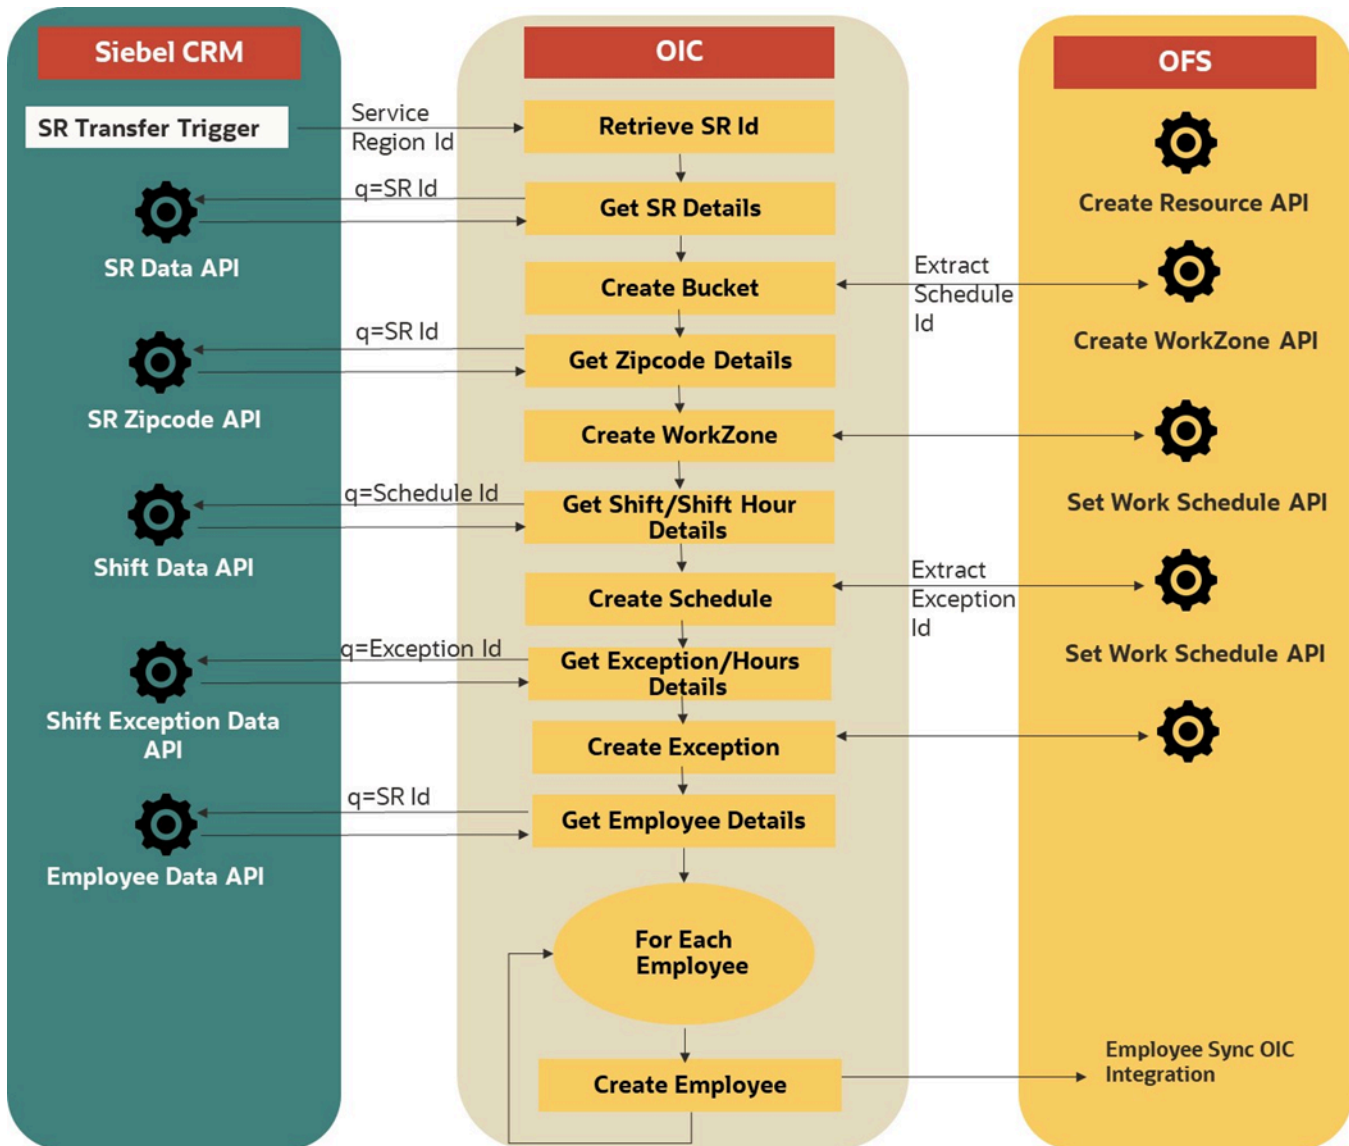 Siebel CRM
SR Transfer Trigger
SR Data API
SR Zipcode API
Shift Data API
Shift Exception Data
API
Employee Data API
Service
Region Id
q=SR Id
q=SR Id
q=Schedule Id
q=Exception Id
q=SR Id
OIC
Retrieve SR Id
Get SR Details
Create Bucket
Get Zipcode Details
Create WorkZone
Get Shift/Shift Hour
Details
Create Schedule
Get Exception/Hours
Details
Create Exception
Get Employee Details
For Each
Employee
Create Employee
Extract
Schedule
Id
Extract
Exception
Id
OFS
Create Resource API
Create WorkZone API
Set Work Schedule API
Set Work Schedule API
Employee Sync OIC
Integration